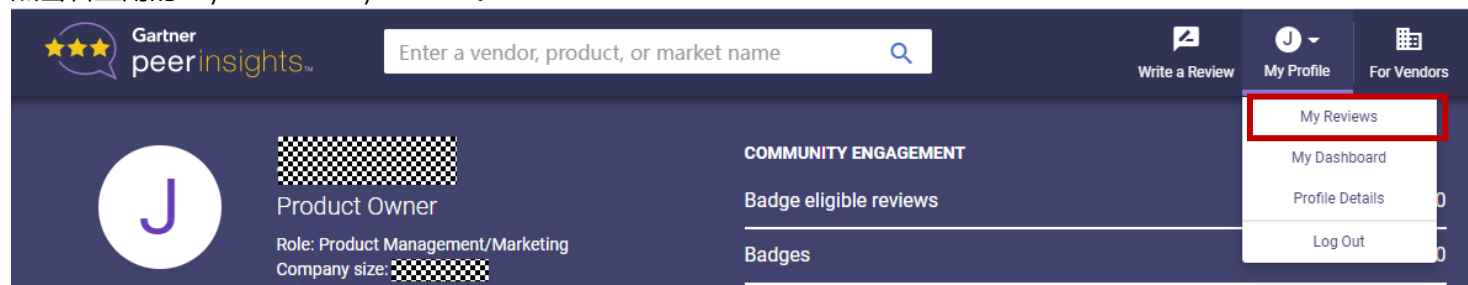 Gartner
peerinsights™
Enter a vendor, product, or market name
Write a Review
J
My Profile
For Vendors
My Reviews
My Dashboard
Profile Details
Log Out
J
Product Owner
Role: Product Management/Marketing
Company size:
COMMUNITY ENGAGEMENT
Badge eligible reviews
0
Badges
0